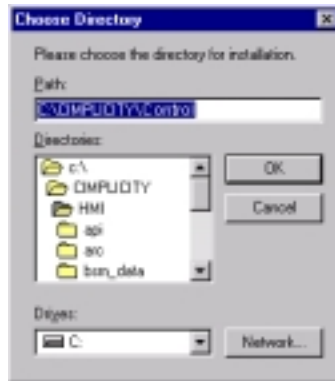 Choose Directory
Please choose the directory for installation.
Path:
C:\CIMPLICITY\Control
Directories:
c:\
CIMPLICITY
HMI
api
arc
bsm_data
OK
Cancel
Drives:
C:
Network...